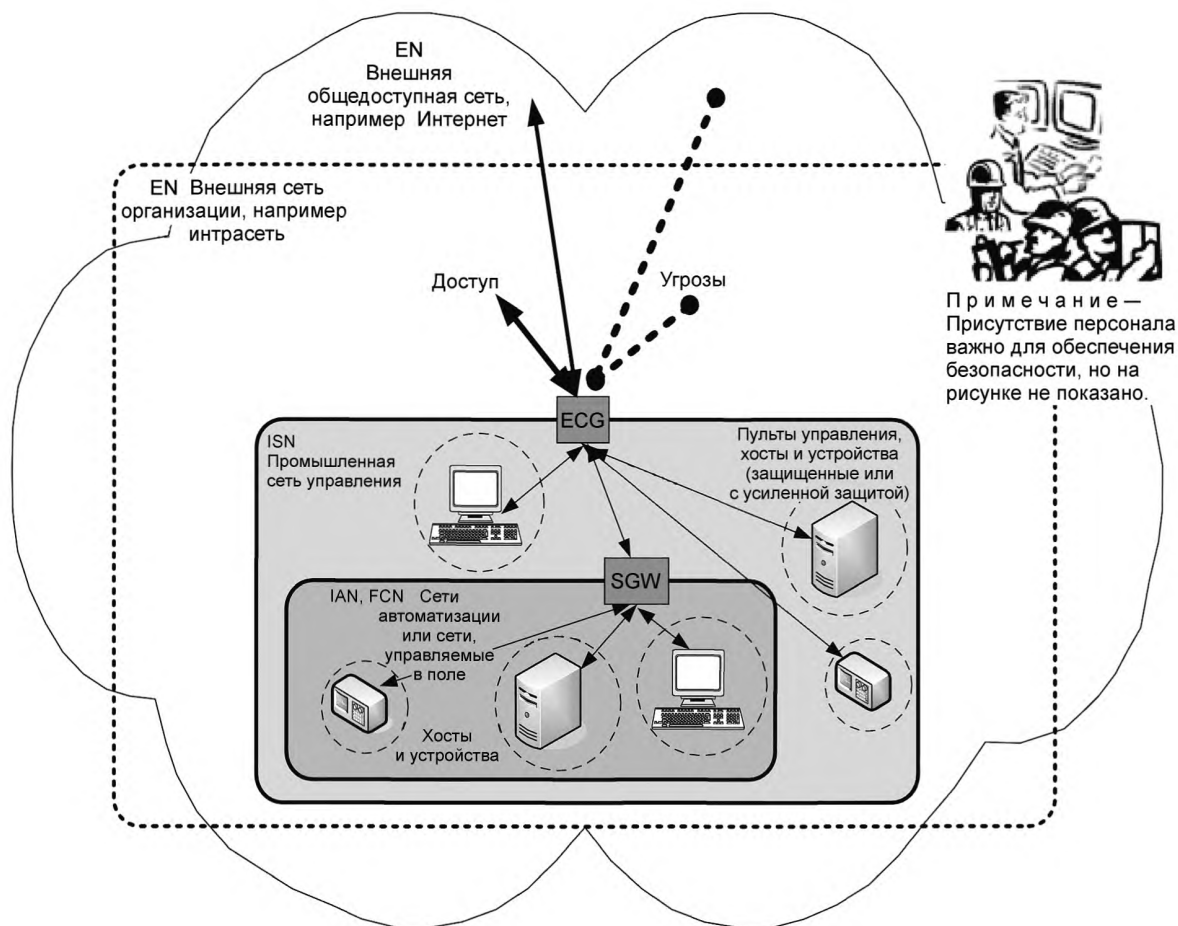 EN
Внешняя
общедоступная сеть,
например Интернет
EN Внешняя сеть
организации, например
интрасеть
Доступ
Угрозы
П р и м е ч а н и е —
Присутствие персонала
важно для обеспечения
безопасности, но на
рисунке не показано.
ECG
ISN
Промышленная
сеть управления
Пульты управления,
хосты и устройства
(защищенные или
с усиленной защитой)
SGW
IAN, FCN Сети
автоматизации
или сети,
управляемые
в поле
Хосты
и устройства